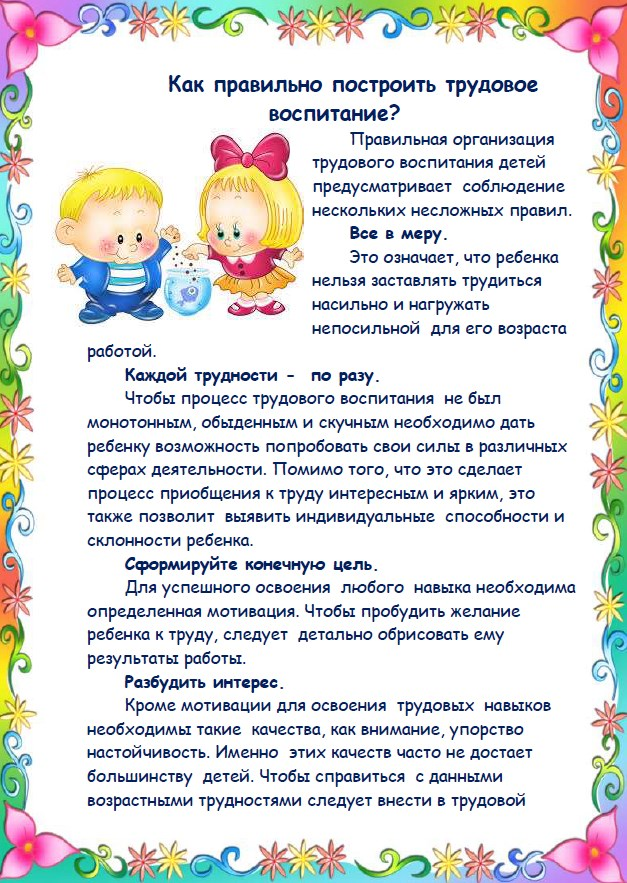 Как правильно построить трудовое
воспитание?
Правильная организация
трудового воспитания детей
предусматривает соблюдение
нескольких несложных правил.
Все в меру.
Это означает, что ребенка
нельзя заставлять трудиться
насильно и нагружать
непосильной для его возраста
работой.
Каждой трудности - по разу.
Чтобы процесс трудового воспитания не был
монотонным, обыденным и скучным необходимо дать
ребенку возможность попробовать свои силы в различных
сферах деятельности. Помимо того, что это сделает
процесс приобщения к труду интересным и ярким, это
также позволит выявить индивидуальные способности и
склонности ребенка.
Сформируйте конечную цель.
Для успешного освоения любого навыка необходима
определенная мотивация. Чтобы пробудить желание
ребенка к труду, следует детально обрисовать ему
результаты работы.
Разбудить интерес.
Кроме мотивации для освоения трудовых навыков
необходимы такие качества, как внимание, упорство
настойчивость. Именно этих качеств часто не достает
большинству детей. Чтобы справиться с данными
возрастными трудностями следует внести в трудовой